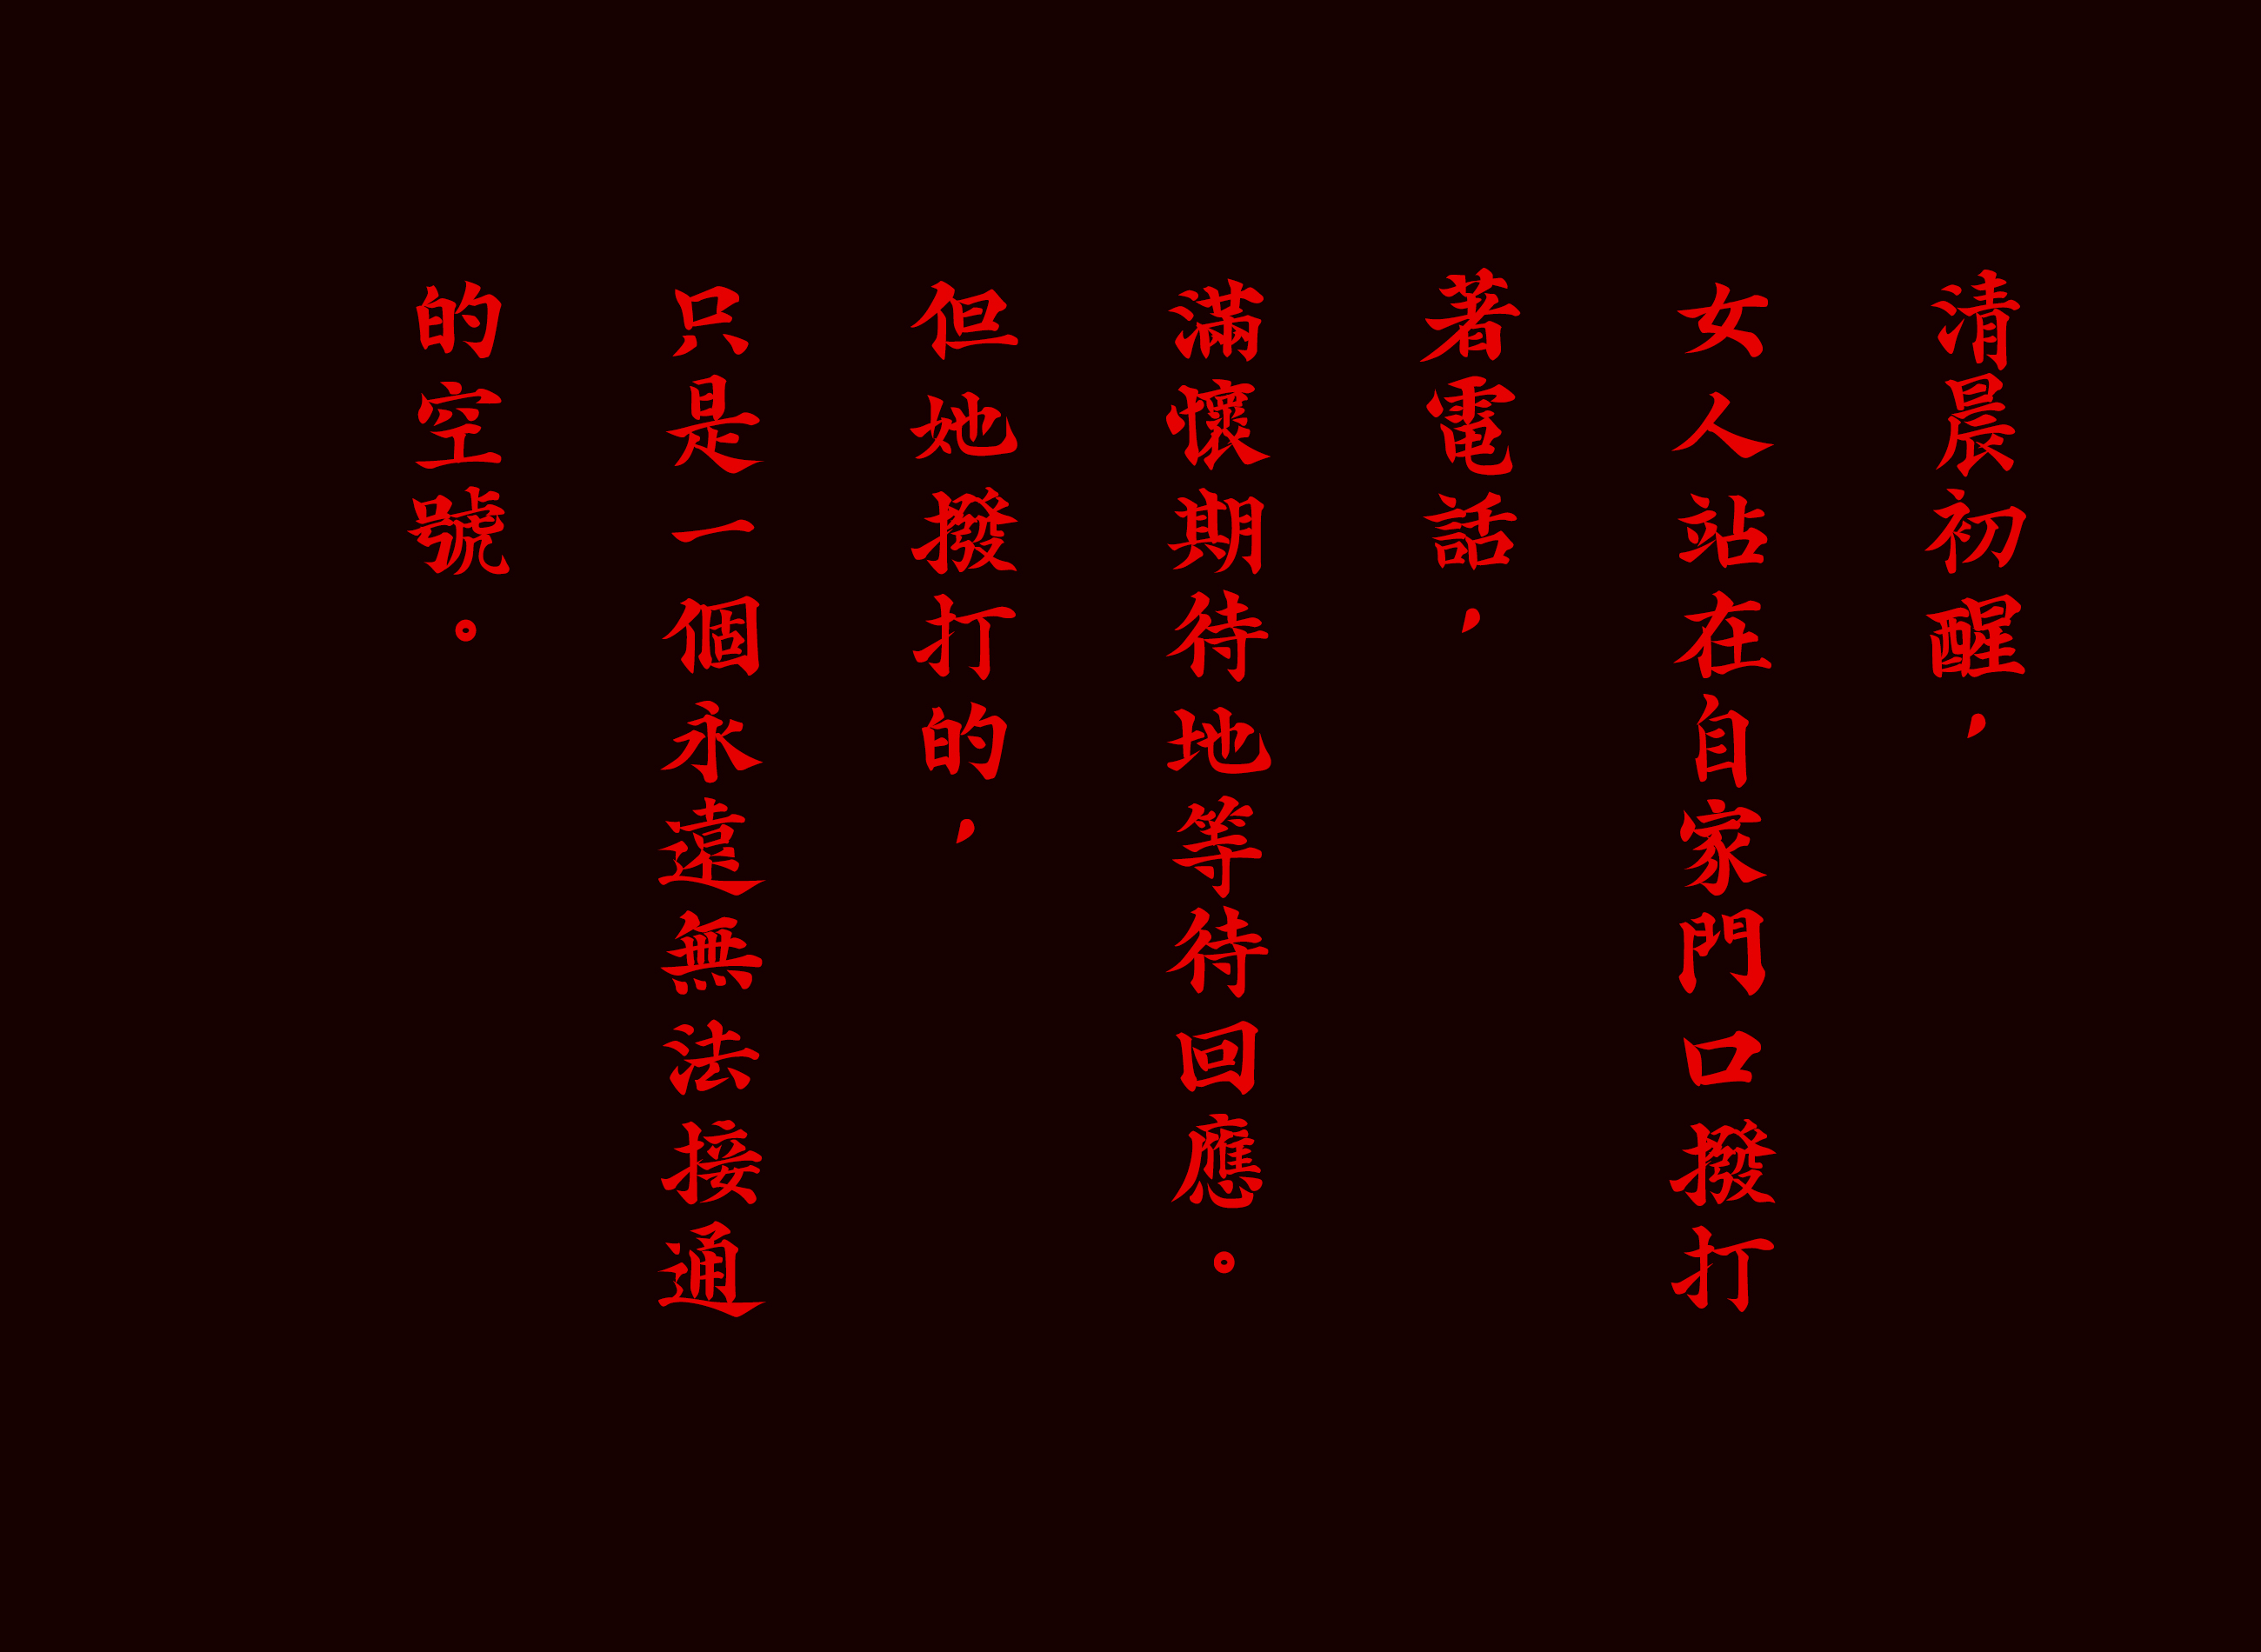 清晨初醒，
女人站在自家門口撥打
著電話，
滿懷期待地等待回應。
但她撥打的，
只是一個永遠無法接通
的空號。